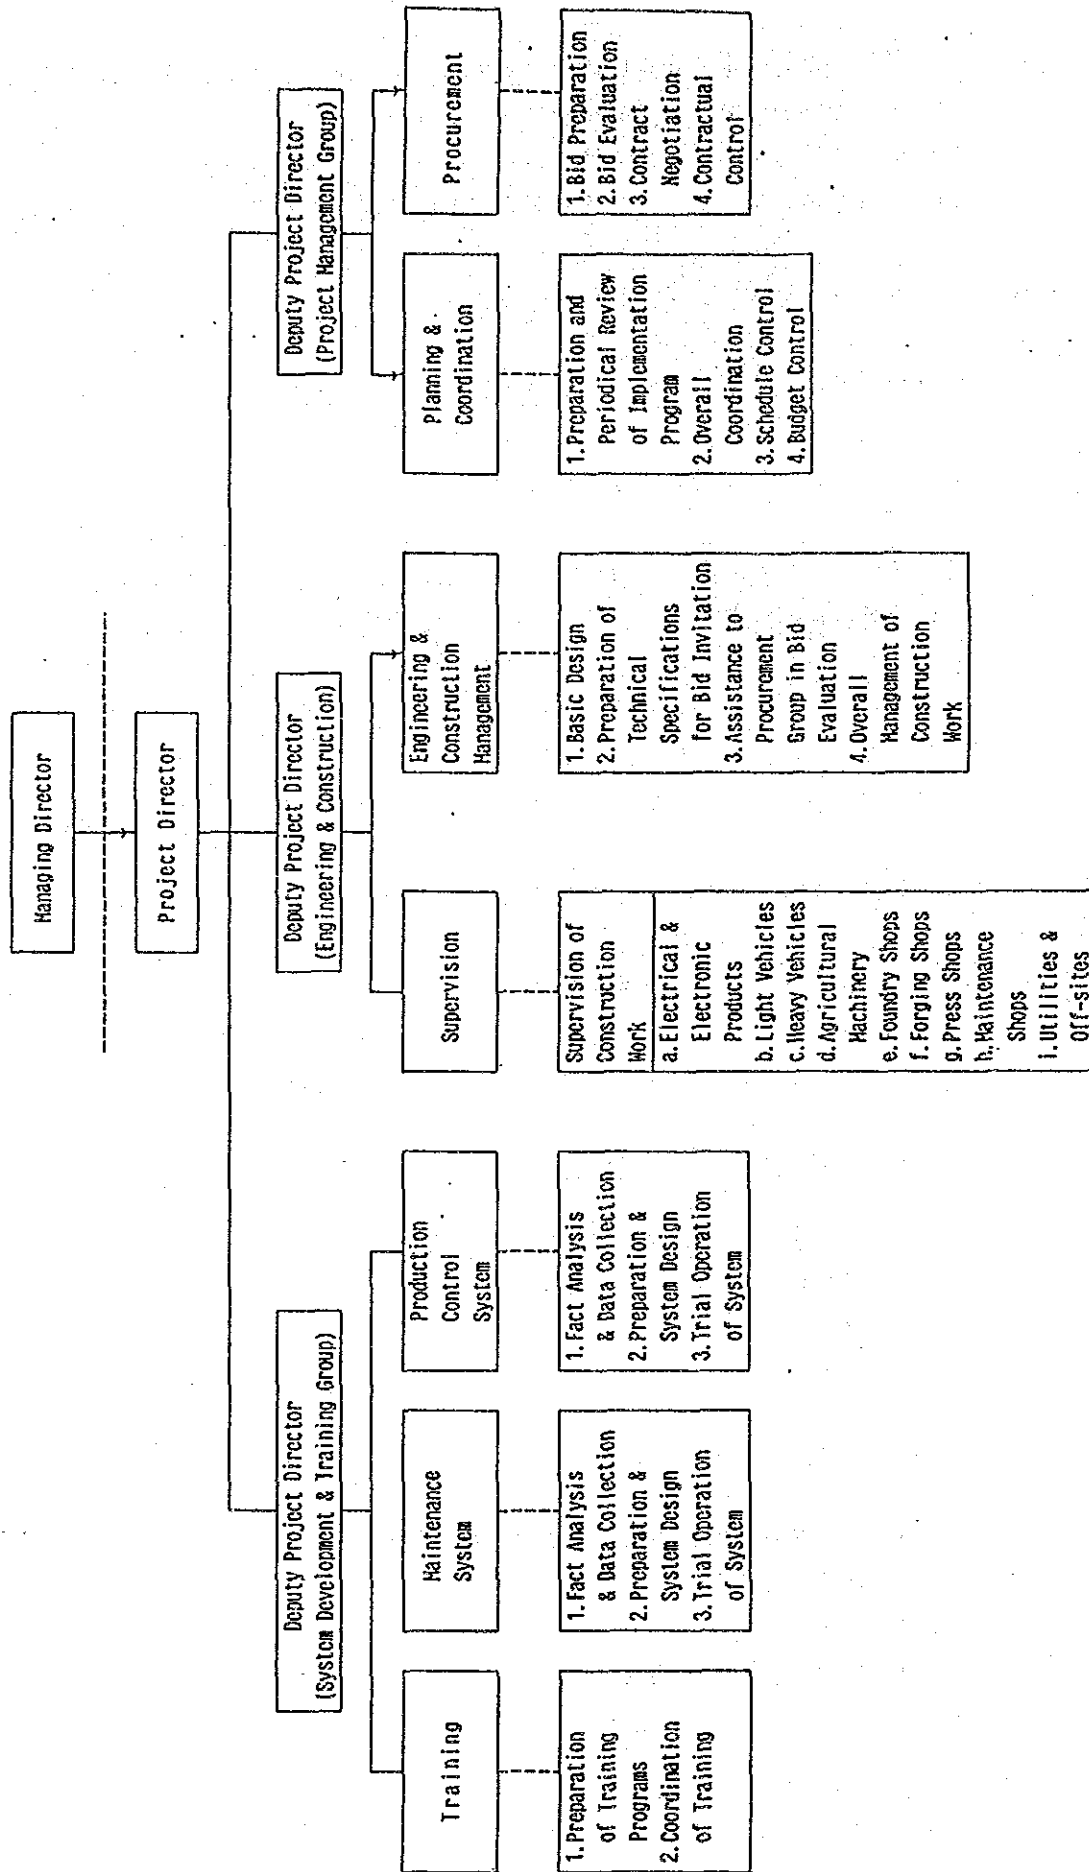 Managing Director
Project Director
Deputy Project Director
(System Development & Training Group)
Deputy Project Director
(Engineering & Construction)
Deputy Project Director
(Project Management Group)
Training
Maintenance
System
Production
Control
System
Supervision
Engineering &
Construction
Management
Planning &
Coordination
Procurement
1. Preparation
of Training
Programs
2. Coordination
of Training
1. Fact Analysis
& Data Collection
2. Preparation &
System Design
3. Trial Operation
of System
1. Fact Analysis
& Data Collection
2. Preparation &
System Design
3. Trial Operation
of System
Supervision of
Construction
Work
a. Electrical &
Electronic
Products
b. Light Vehicles
c. Heavy Vehicles
d. Agricultural
Machinery
e. Foundry Shops
f. Forging Shops
g. Press Shops
h. Maintenance
Shops
i. Utilities &
Off-sites
1. Basic Design
2. Preparation of
Technical
Specifications
for Bid Invitation
3. Assistance to
Procurement
Group in Bid
Evaluation
4. Overall
Management of
Construction
Work
1. Preparation and
Periodical Review
of Implementation
Program
2. Overall
Coordination
3. Schedule Control
4. Budget Control
1. Bid Preparation
2. Bid Evaluation
3. Contract
Negotiation
4. Contractual
Control